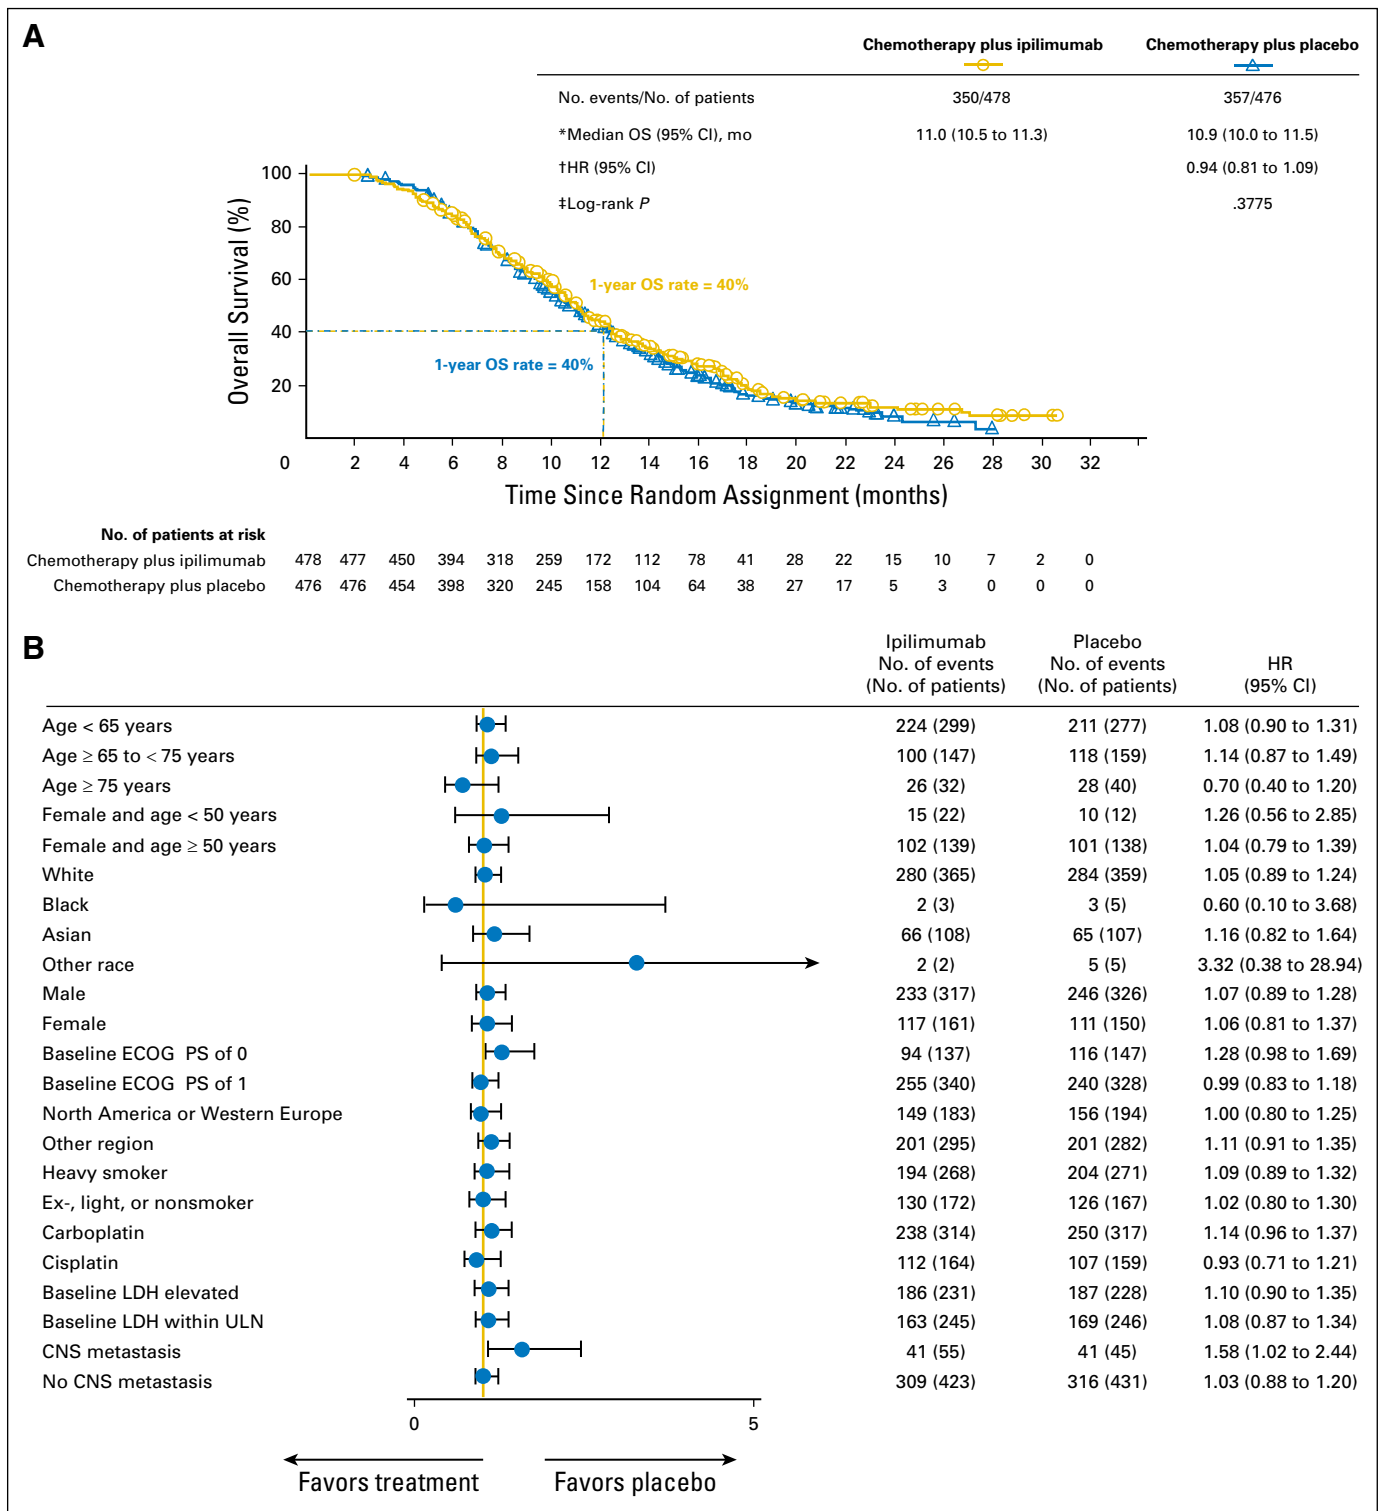 A
Chemotherapy plus ipilimumab Chemotherapy plus placebo
No. events/No. of patients 350/478 357/476
*Median OS (95% CI), mo 11.0 (10.5 to 11.3) 10.9 (10.0 to 11.5)
†HR (95% CI) 0.94 (0.81 to 1.09)
‡Log-rank P .3775
Overall Survival (%)
100
80
60
40
20
1-year OS rate = 40%
1-year OS rate = 40%
0 2 4 6 8 10 12 14 16 18 20 22 24 26 28 30 32
Time Since Random Assignment (months)
No. of patients at risk
Chemotherapy plus ipilimumab 478 477 450 394 318 259 172 112 78 41 28 22 15 10 7 2 0
Chemotherapy plus placebo 476 476 454 398 320 245 158 104 64 38 27 17 5 3 0 0 0
B
Ipilimumab Placebo
No. of events No. of events HR
(No. of patients) (No. of patients) (95% CI)
Age < 65 years 224 (299) 211 (277) 1.08 (0.90 to 1.31)
Age ≥ 65 to < 75 years 100 (147) 118 (159) 1.14 (0.87 to 1.49)
Age ≥ 75 years 26 (32) 28 (40) 0.70 (0.40 to 1.20)
Female and age < 50 years 15 (22) 10 (12) 1.26 (0.56 to 2.85)
Female and age ≥ 50 years 102 (139) 101 (138) 1.04 (0.79 to 1.39)
White 280 (365) 284 (359) 1.05 (0.89 to 1.24)
Black 2 (3) 3 (5) 0.60 (0.10 to 3.68)
Asian 66 (108) 65 (107) 1.16 (0.82 to 1.64)
Other race 2 (2) 5 (5) 3.32 (0.38 to 28.94)
Male 233 (317) 246 (326) 1.07 (0.89 to 1.28)
Female 117 (161) 111 (150) 1.06 (0.81 to 1.37)
Baseline ECOG PS of 0 94 (137) 116 (147) 1.28 (0.98 to 1.69)
Baseline ECOG PS of 1 255 (340) 240 (328) 0.99 (0.83 to 1.18)
North America or Western Europe 149 (183) 156 (194) 1.00 (0.80 to 1.25)
Other region 201 (295) 201 (282) 1.11 (0.91 to 1.35)
Heavy smoker 194 (268) 204 (271) 1.09 (0.89 to 1.32)
Ex-, light, or nonsmoker 130 (172) 126 (167) 1.02 (0.80 to 1.30)
Carboplatin 238 (314) 250 (317) 1.14 (0.96 to 1.37)
Cisplatin 112 (164) 107 (159) 0.93 (0.71 to 1.21)
Baseline LDH elevated 186 (231) 187 (228) 1.10 (0.90 to 1.35)
Baseline LDH within ULN 163 (245) 169 (246) 1.08 (0.87 to 1.34)
CNS metastasis 41 (55) 41 (45) 1.58 (1.02 to 2.44)
No CNS metastasis 309 (423) 316 (431) 1.03 (0.88 to 1.20)
0 5
Favors treatment Favors placebo